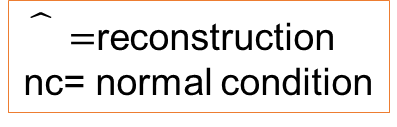 ^ =reconstruction
nc= normal condition